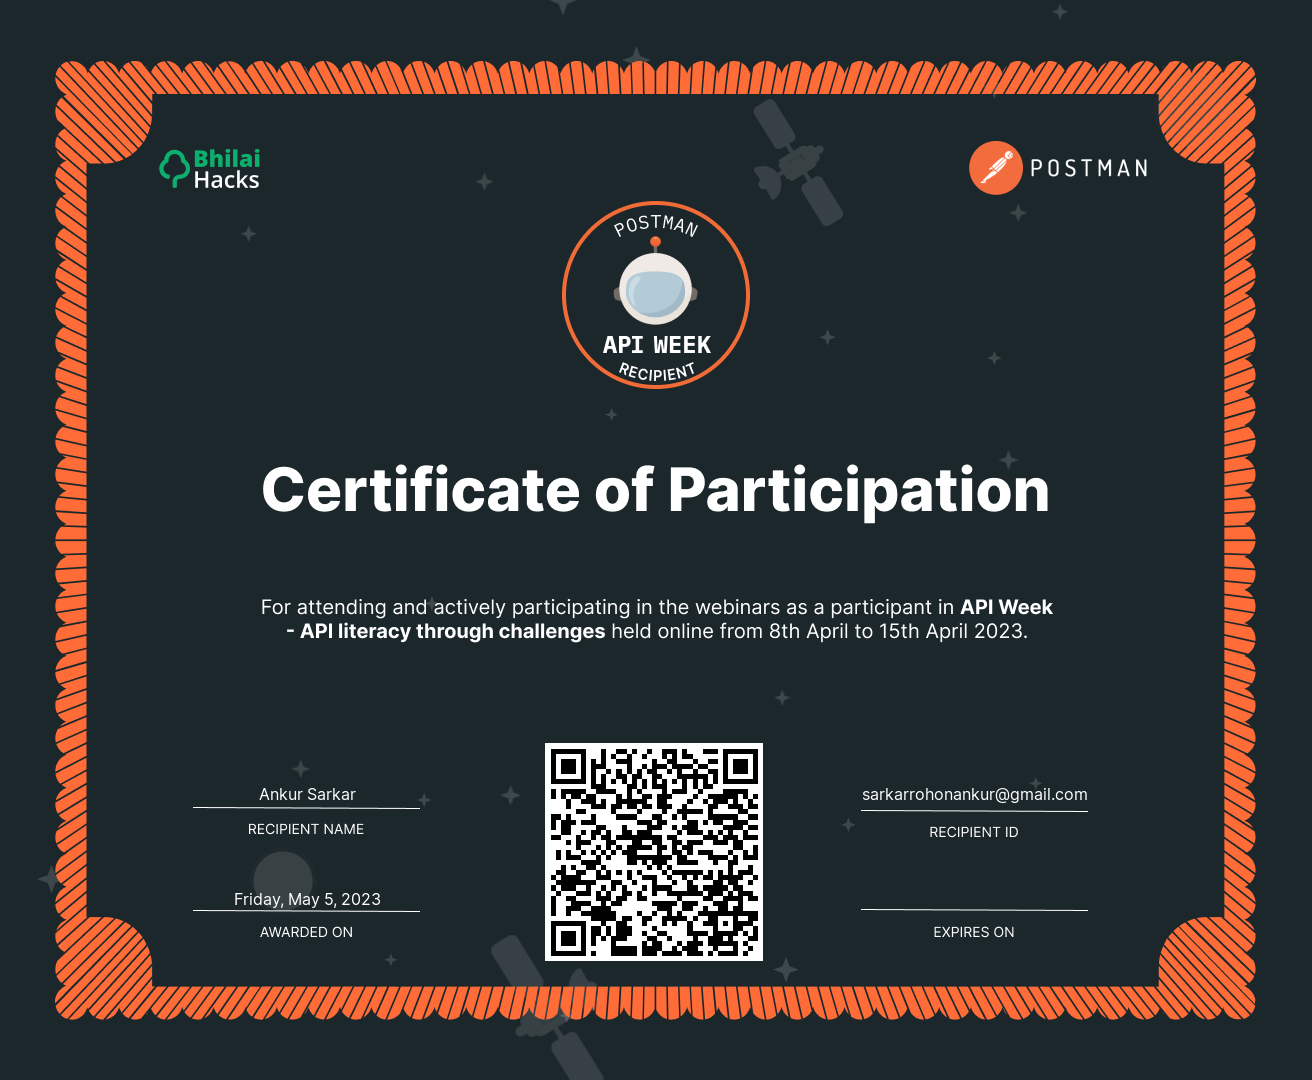 Bhilai
Hacks
POSTMAN
POSTMAN
API WEEK
RECIPIENT
Certificate of Participation
For attending and actively participating in the webinars as a participant in API Week
- API literacy through challenges held online from 8th April to 15th April 2023.
Ankur Sarkar
RECIPIENT NAME
sarkarrohonankur@gmail.com
RECIPIENT ID
Friday, May 5, 2023
AWARDED ON
EXPIRES ON